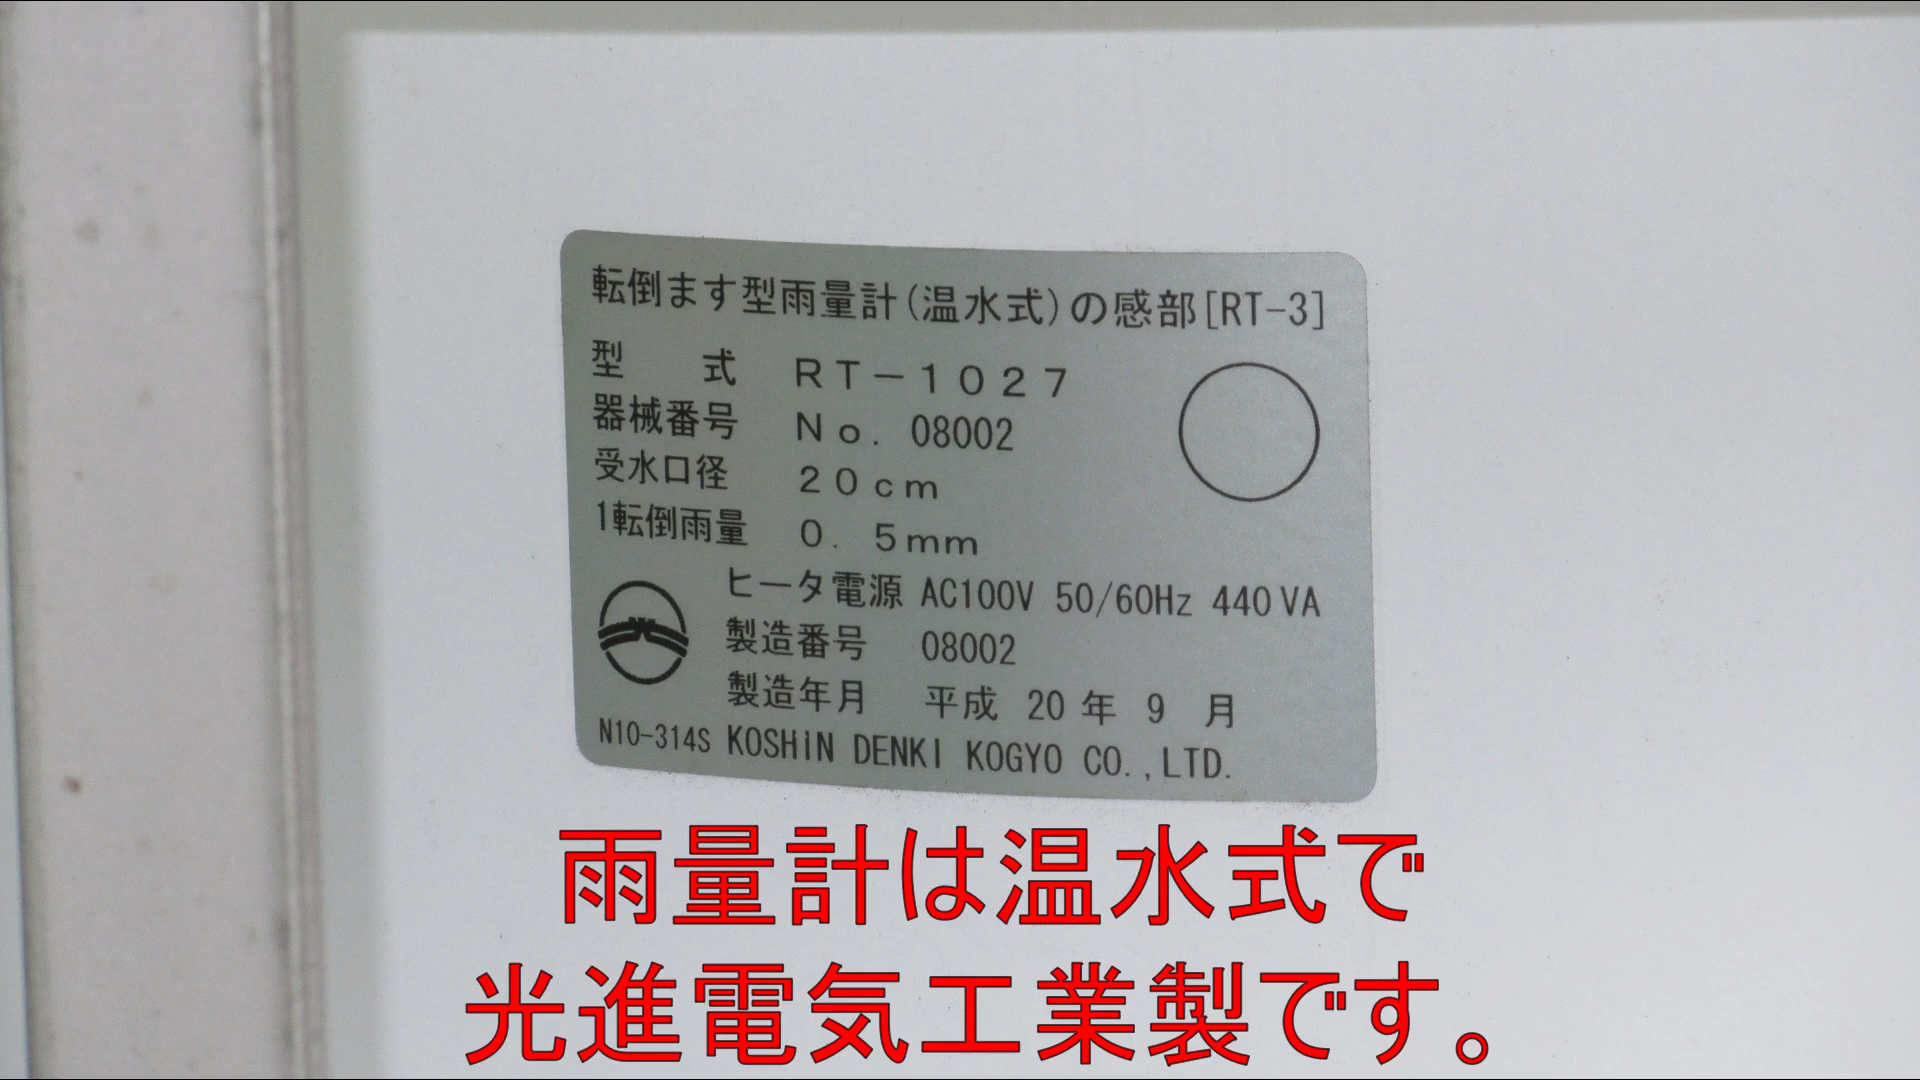 転倒ます型雨量計(温水式)の感部[RT-3]
型　　式　RT-1027
器械番号　No. 08002
受水口径　20cm
1転倒雨量　0.5mm
ヒータ電源 AC100V 50/60Hz 440VA
製造番号　08002
製造年月　平成 20年 9 月
N10-314S KOSHiN DENKI KOGYO CO.,LTD.
雨量計は温水式で
光進電気工業製です。